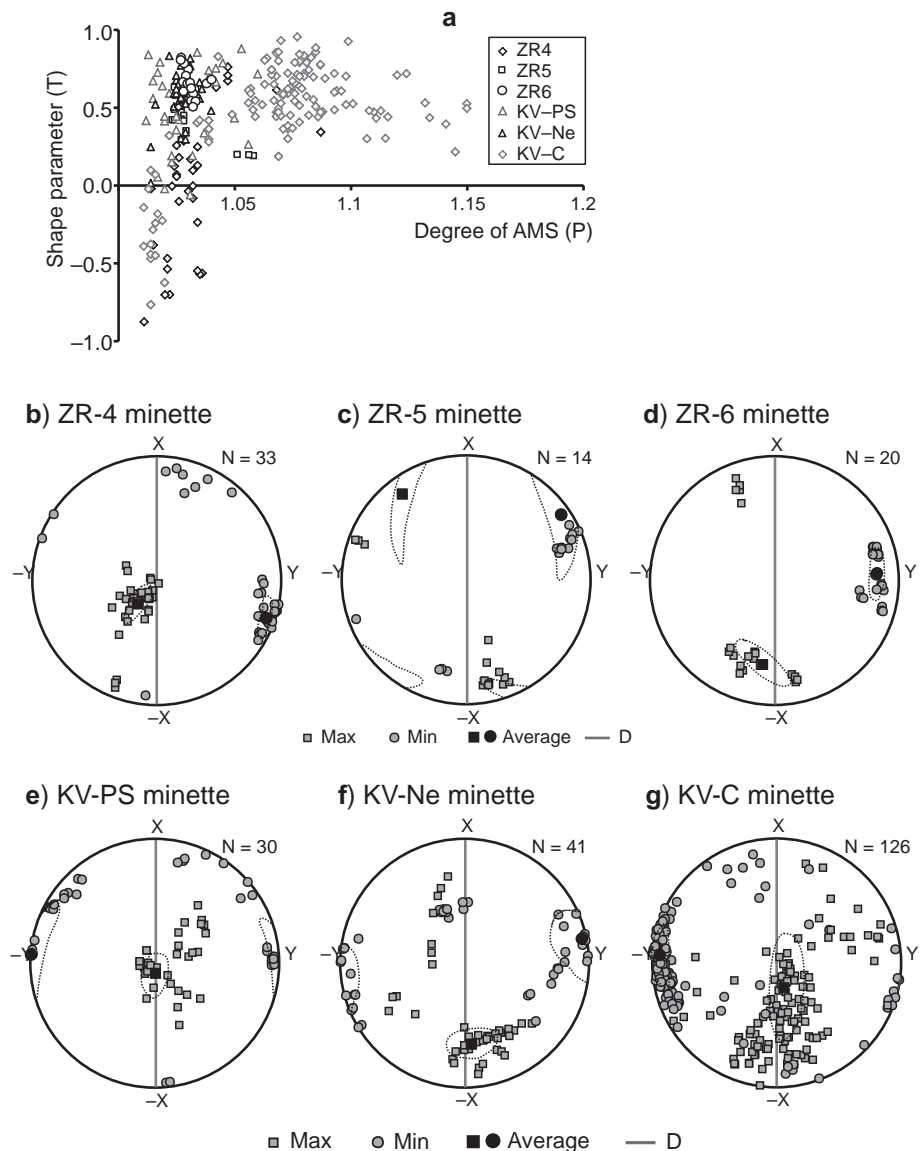 a
1.0
0.5
0.0
–0.5
–1.0
Shape parameter (T)
1.05
1.1
1.15
1.2
Degree of AMS (P)
ZR4
ZR5
ZR6
KV–PS
KV–Ne
KV–C
b) ZR-4 minette
c) ZR-5 minette
d) ZR-6 minette
X
N = 33
X
N = 14
X
N = 20
–Y
Y
–Y
Y
–Y
Y
–X
–X
–X
Max
Min
Average
D
e) KV-PS minette
f) KV-Ne minette
g) KV-C minette
X
N = 30
X
N = 41
X
N = 126
–Y
Y
–Y
Y
–Y
Y
–X
–X
–X
Max
Min
Average
D